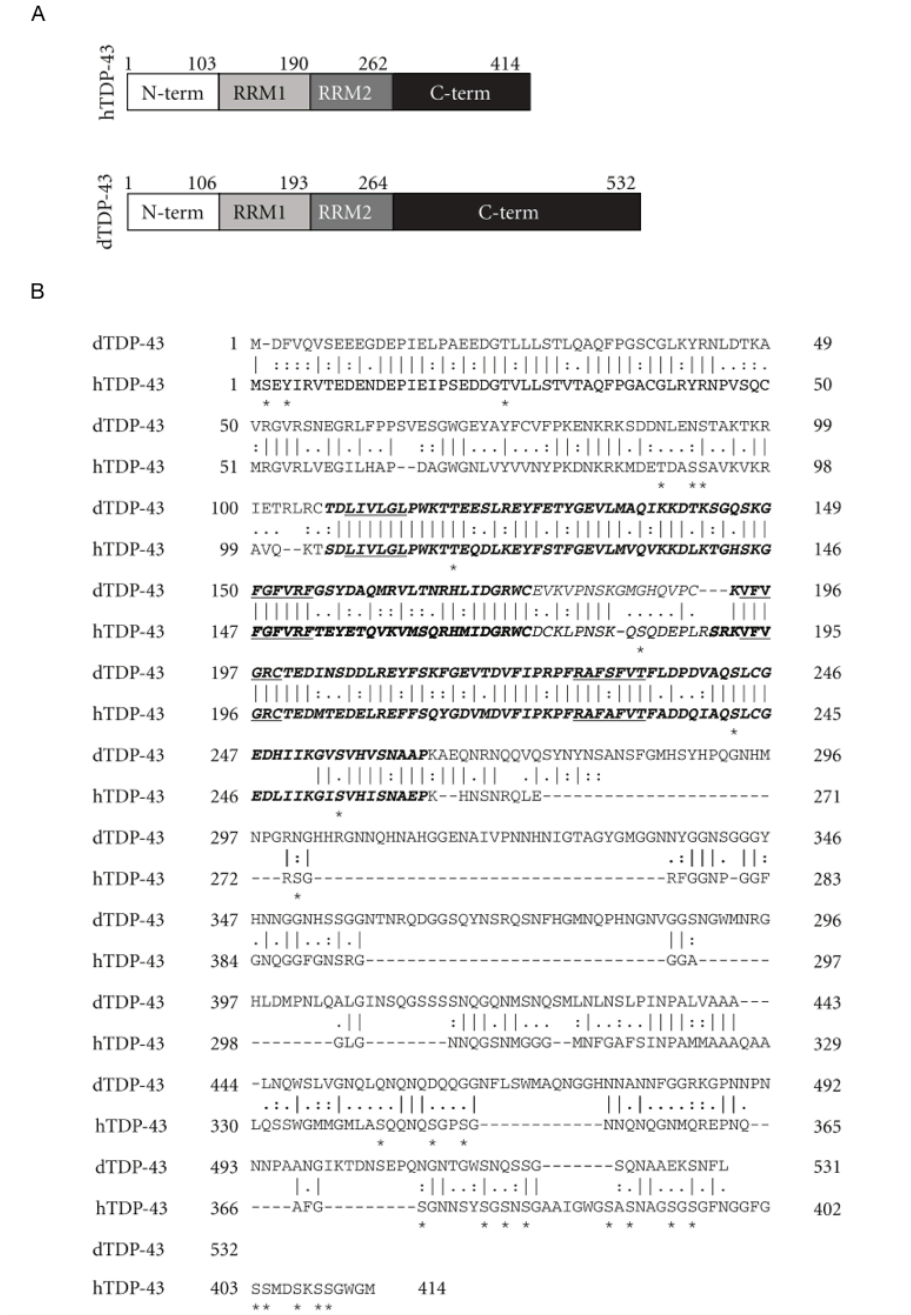 A
hTDP-43
1 103 190 262 414
N-term RRM1 RRM2 C-term
dTDP-43
1 106 193 264 532
N-term RRM1 RRM2 C-term
B
dTDP-43 1 M-DFVQVSEEEGDEPIELPAEEDGTLLLSTLQAQFPGSCGLKYRNLDTKA 49
| ::::|:|.||||||:|.|:||||:|||||.|||||:|||||:|||..::.
hTDP-43 1 MSEYIRVTEDENDEPIEIPSEDDGTVLLSTVTAQFPGACGLRYRNPVSQC 50
* * *
dTDP-43 50 VRGVRSNEGRLFPPSVESGWGEYAYFCVFPKENKRKSDDNLENSTAKTKR 99
:||||..||.|..| .:||||..:..|:|:|||||.::....:|..|.||
hTDP-43 51 MRGVRLVEGILHAP--DAGWGNLVYVVNYPKDNKRKMDETDASSAVKVKR 98
* **
dTDP-43 100 IETRLRCTDLIVLGLPWKTTEESLREYFETYGEVLMAQIKKDTKSGQSKG 149
... .:.:|||||||||||||:.|:|||.|:||||||.|:|||.|:|.|||
hTDP-43 99 AVQ--KTSDLIVLGLPWKTTEQDLKEYFSTFGEVLMVQVKKDLKTGHSKG 146
*
dTDP-43 150 FGFVRFGSYDAQMRVLTNRHLIDGRWCEVKVPNSKGMGHQVPC---KVFV 196
||||||..|:.|::|::.||:||||||:.|:|||| .....| ||||
hTDP-43 147 FGFVRFTEYETQVKVMSQRHMIDGRWCDCKLPNSK-QSQDEPLRSRKVFV 195
*
dTDP-43 197 GRCTEDINSDDLREYFSKFGEVTDVFIPRPFRAFSFVTFLDPDVAQSLCG 246
||||||:..:|||:||.::|:|.|||||:|||||:||||.|..:||||||
hTDP-43 196 GRCTEDMTEDELREFFSQYGDVMDVFIPKPFRAFAFVTFADDQIAQSLCG 245
*
dTDP-43 247 EDHIIKGVSVHVSNAAPKAEQNRNQQVQSYNYNSANSFGMHSYHPQGNHM 296
||.||||:||||:|||.|| .|:|::
hTDP-43 246 EDLIIKGISVHISNAEPK--HNSNRQLE---------------------- 271
*
dTDP-43 297 NPGRNGHHRGNNQHNAHGGENAIVPNNHNIGTAGYGMGGNNYGGNSGGGY 346
|:| .:|||. ||:
hTDP-43 272 ---RSG----------------------------------RFGGNP-GGF 283
*
dTDP-43 347 HNNGGNHSSGGNTNRQDGGSQYNSRQSNFHGMNQPHNGNVGGSNGWMNRG 296
.|.||..:|.| ||:
hTDP-43 384 GNQGGFGNSRG-----------------------------GGA------- 297
dTDP-43 397 HLDMPNLQALGINSQGSSSSNQGQNMSNQSMLNLNSLPINPALVAAA--- 443
.|| :|||.||... :|..:..||||::|||
hTDP-43 298 --------GLG--------NNQGSNMGGG--MNFGAFSINPAMMAAAQAA 329
dTDP-43 444 -LNQWSLVGNQLQNQNQDQQGGNFLSWMAQNGGHNNANNFGGRKGPNNPN 492
.:.|.::|....|||..| ||.|....::||.
hTDP-43 330 LQSSWGMMGMLASQQNQSGPSG------------NNQNQGNMQREPNQ-- 365
* * *
dTDP-43 493 NNPAANGIKTDNSEPQNGNTGWSNQSSG-------SQNAAEKSNFL 531
|.| :||..:|.:|| :.||..|.|.
hTDP-43 366 ----AFG---------SGNNSYSGSNSGAAIGWGSASNAGSGSGFNGGFG 402
* * * * * * * *
dTDP-43 532
hTDP-43 403 SSMDSKSSGWGM 414
** * **